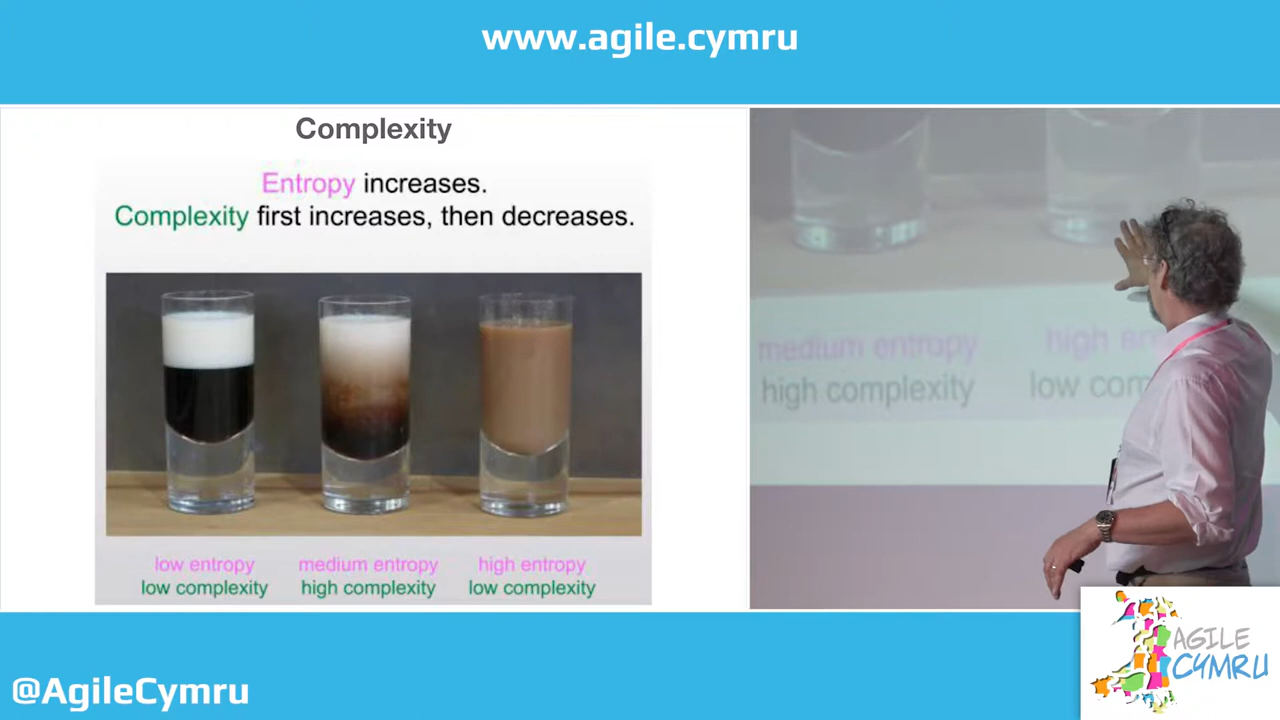 www.agile.cymru
Complexity
Entropy increases.
Complexity first increases, then decreases.
low entropy
low complexity
medium entropy
high complexity
high entropy
low complexity
medium entropy
high complexity
high
low com
@AgileCymru
AGILE
CYMRU